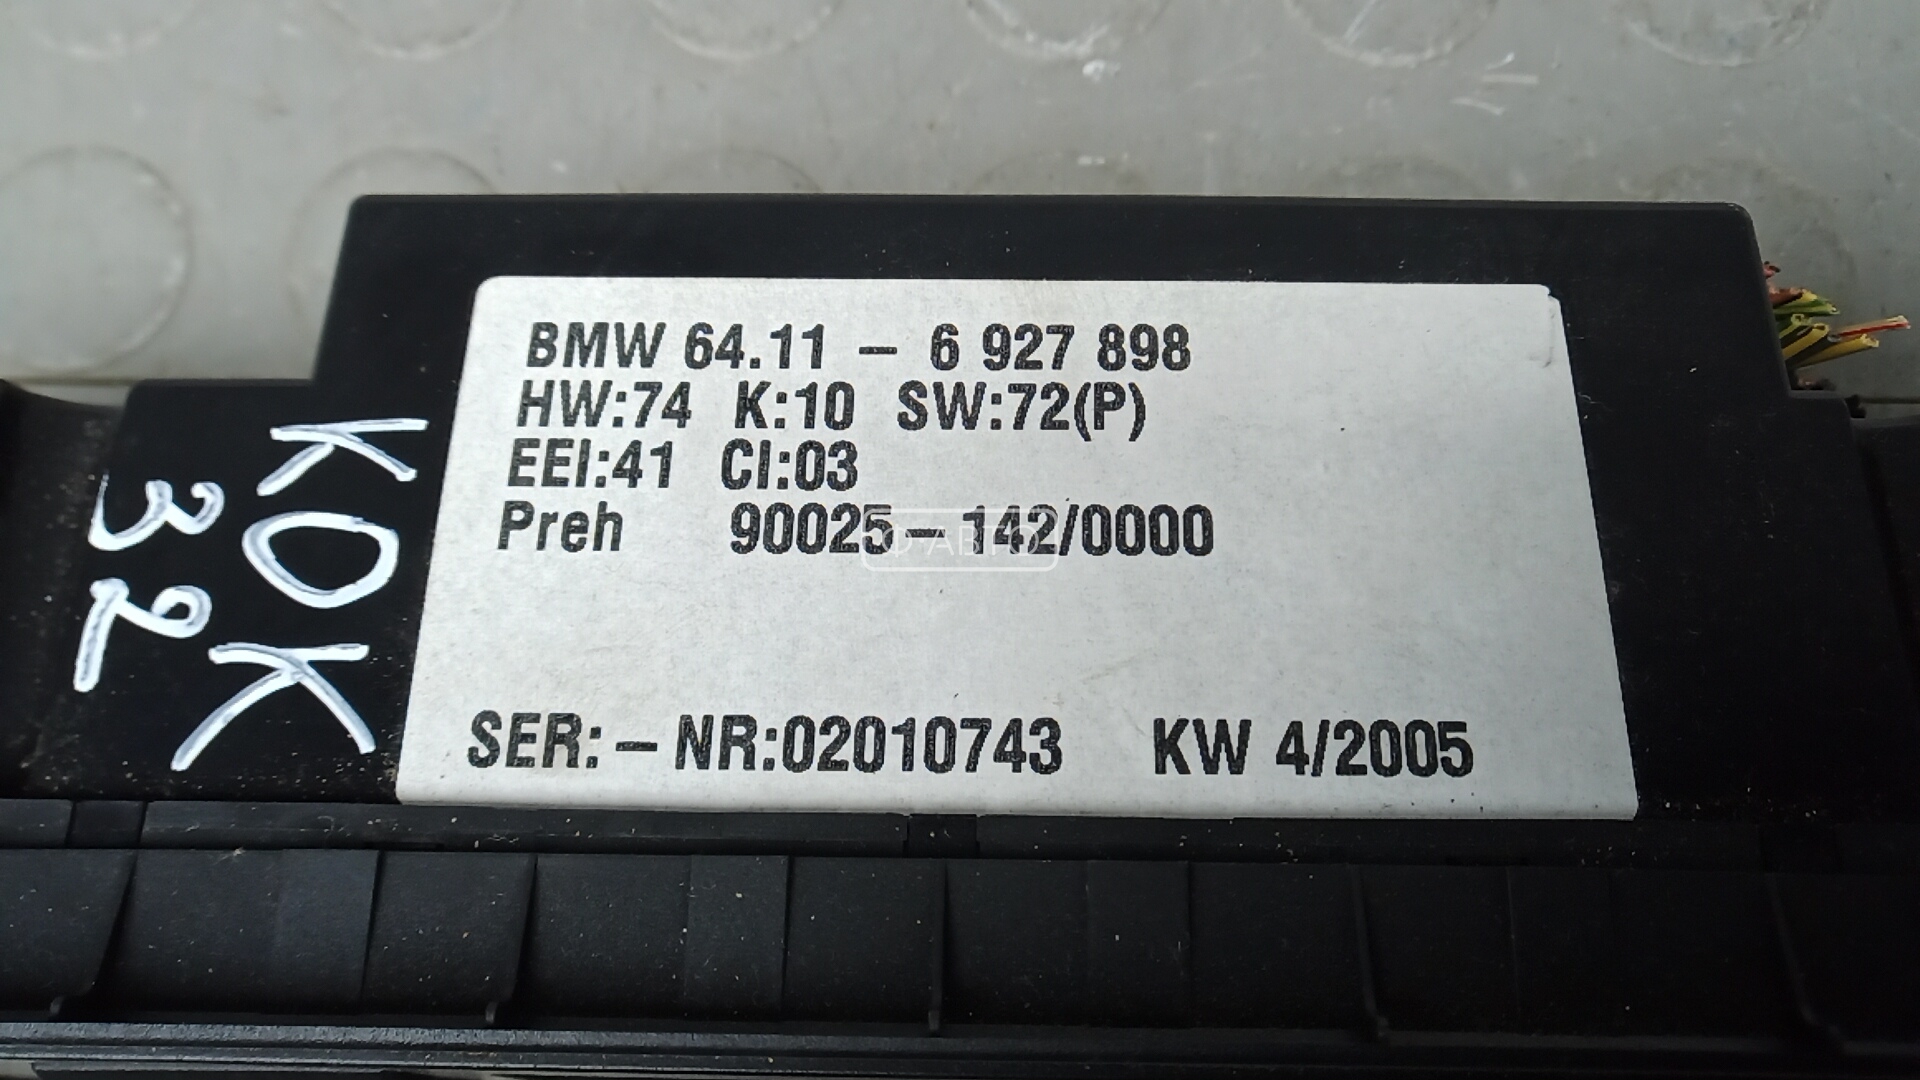 BMW 64.11 – 6 927 898
HW:74 K:10 SW:72(P)
EEI:41 CI:03
Preh 90025–142/0000
SER:–NR:02010743 KW 4/2005
KOK
32
Ф АВТО